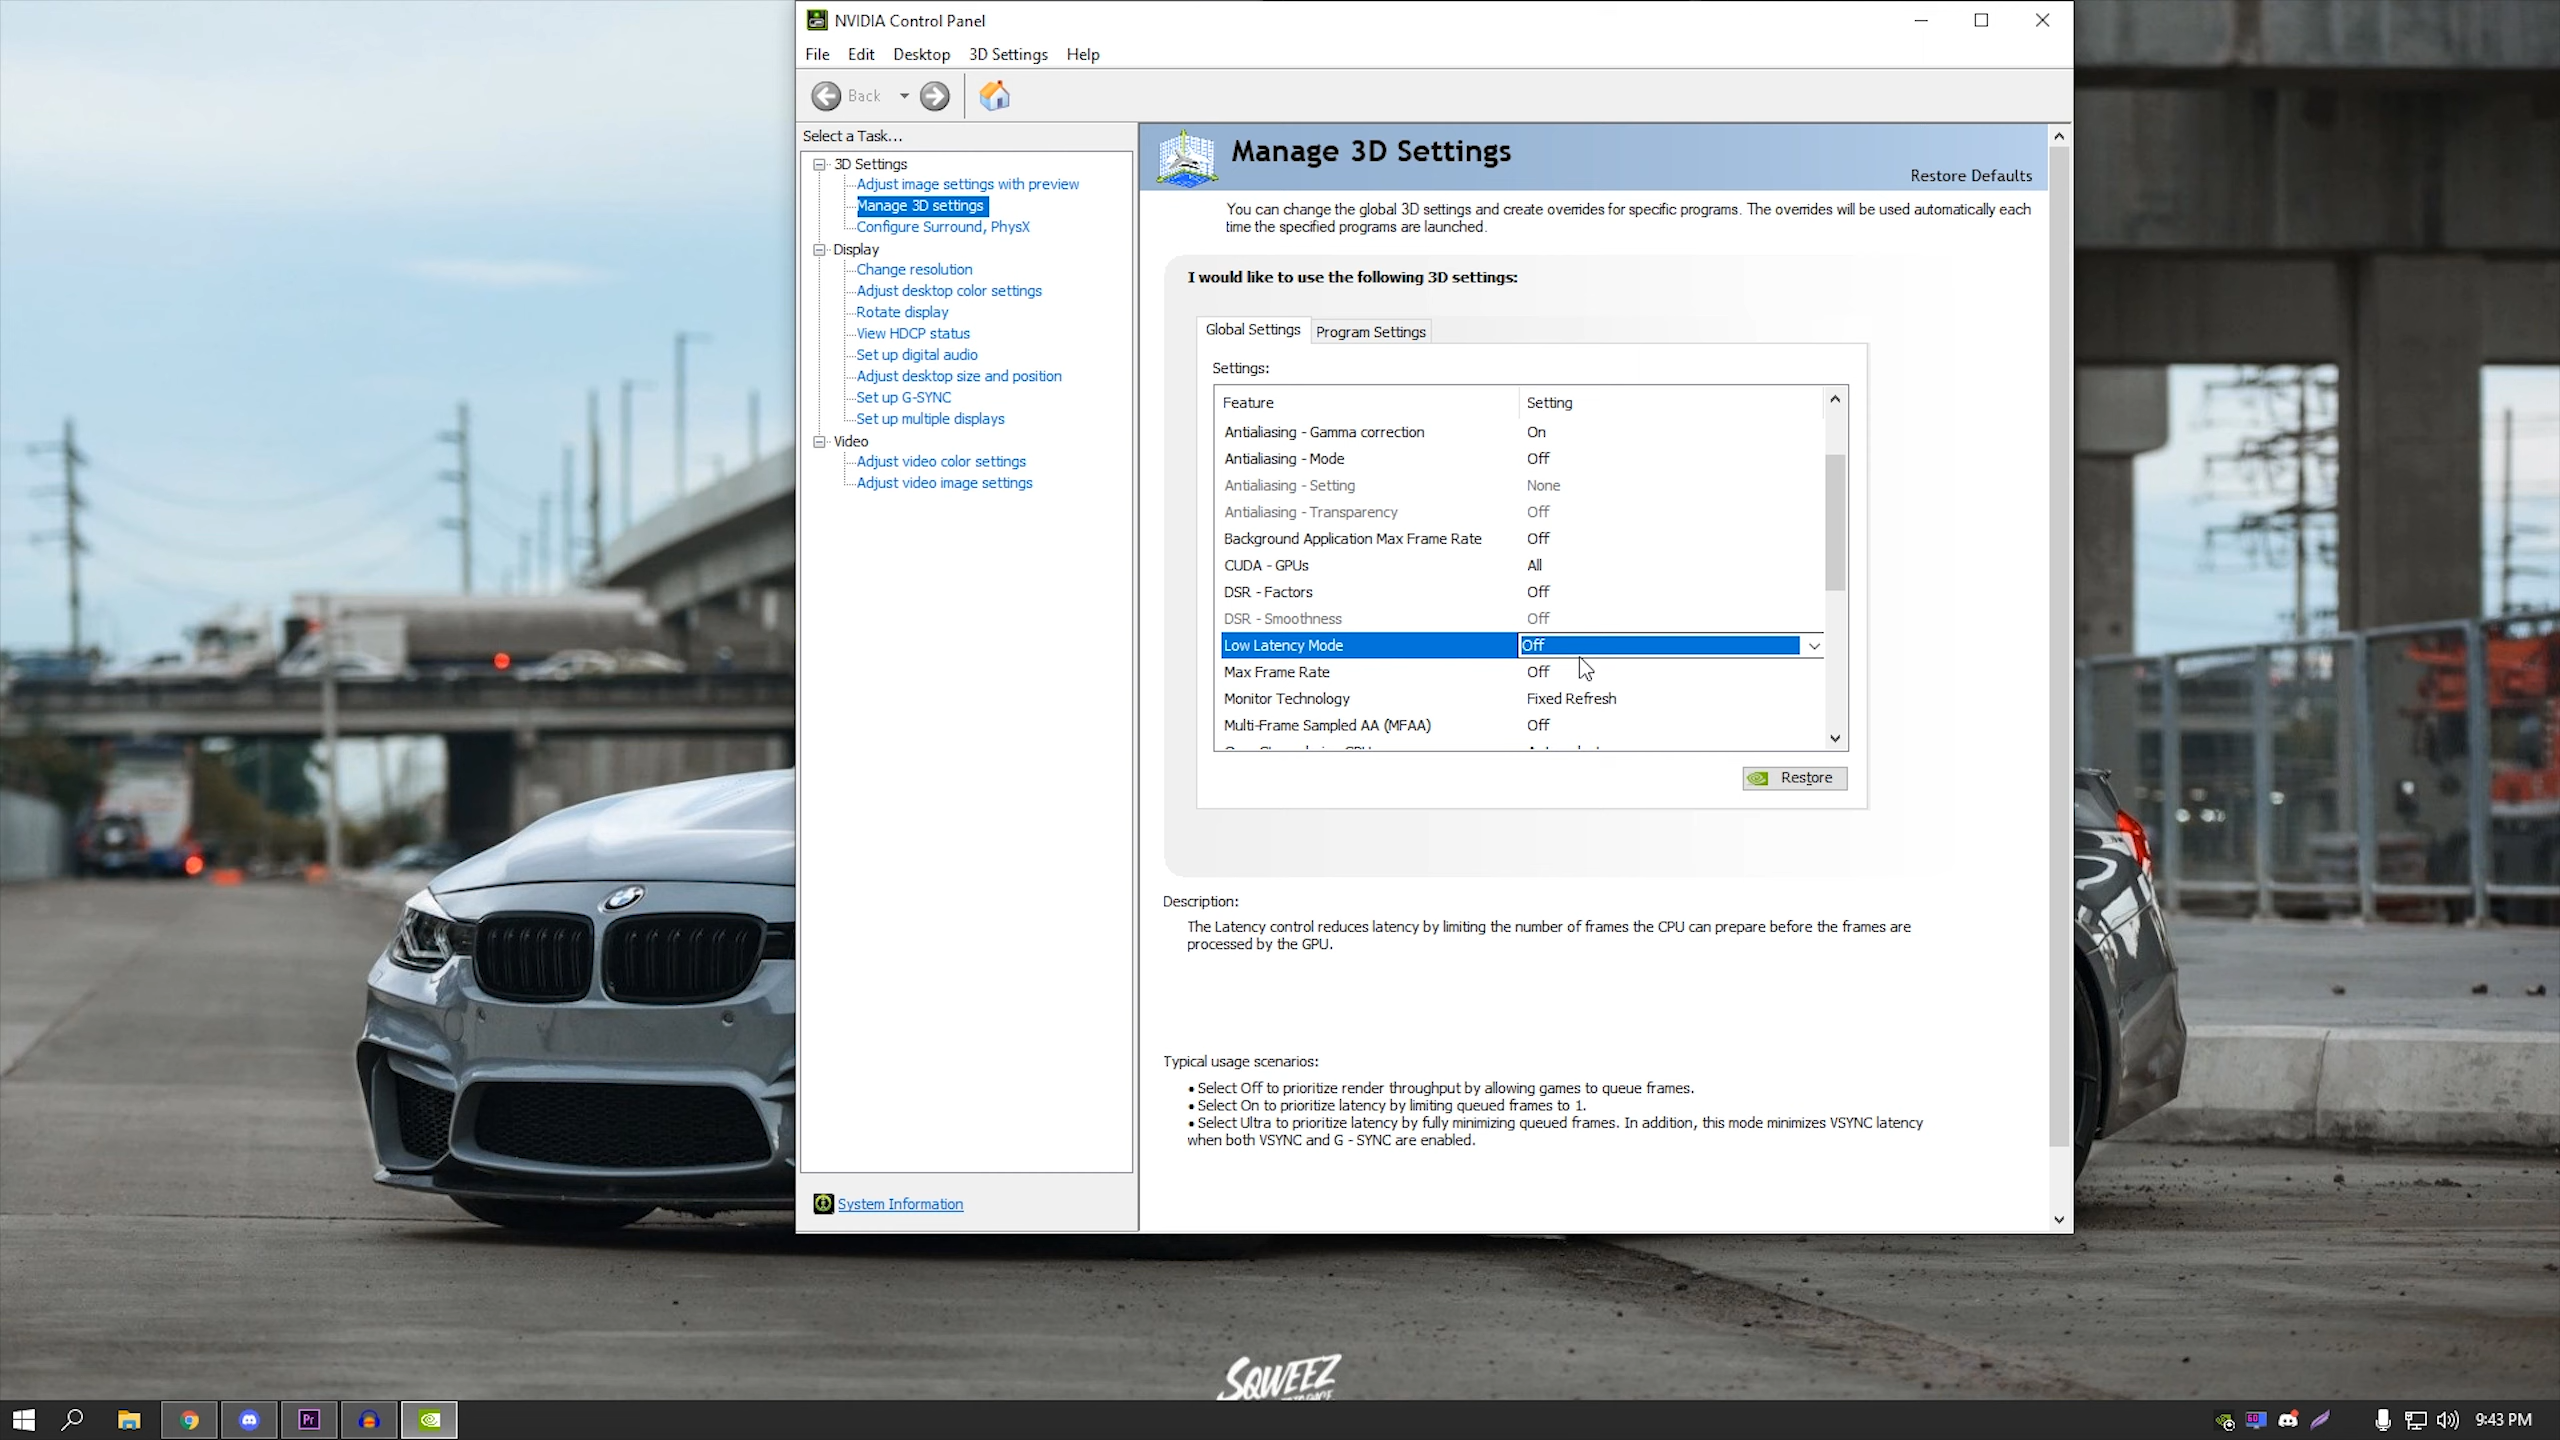 NVIDIA Control Panel
File Edit Desktop 3D Settings Help
Back
Select a Task...
3D Settings
Adjust image settings with preview
Manage 3D settings
Configure Surround, PhysX
Display
Change resolution
Adjust desktop color settings
Rotate display
View HDCP status
Set up digital audio
Adjust desktop size and position
Set up G-SYNC
Set up multiple displays
Video
Adjust video color settings
Adjust video image settings
System Information
Manage 3D Settings
Restore Defaults
You can change the global 3D settings and create overrides for specific programs. The overrides will be used automatically each
time the specified programs are launched.
I would like to use the following 3D settings:
Global Settings Program Settings
Settings:
Feature Setting
Antialiasing - Gamma correction On
Antialiasing - Mode Off
Antialiasing - Setting None
Antialiasing - Transparency Off
Background Application Max Frame Rate Off
CUDA - GPUs All
DSR - Factors Off
DSR - Smoothness Off
Low Latency Mode Off
Max Frame Rate Off
Monitor Technology Fixed Refresh
Multi-Frame Sampled AA (MFAA) Off
Restore
Description:
The Latency control reduces latency by limiting the number of frames the CPU can prepare before the frames are
processed by the GPU.
Typical usage scenarios:
• Select Off to prioritize render throughput by allowing games to queue frames.
• Select On to prioritize latency by limiting queued frames to 1.
• Select Ultra to prioritize latency by fully minimizing queued frames. In addition, this mode minimizes VSYNC latency
when both VSYNC and G - SYNC are enabled.
SQWEEZ
Pr
60
9:43 PM